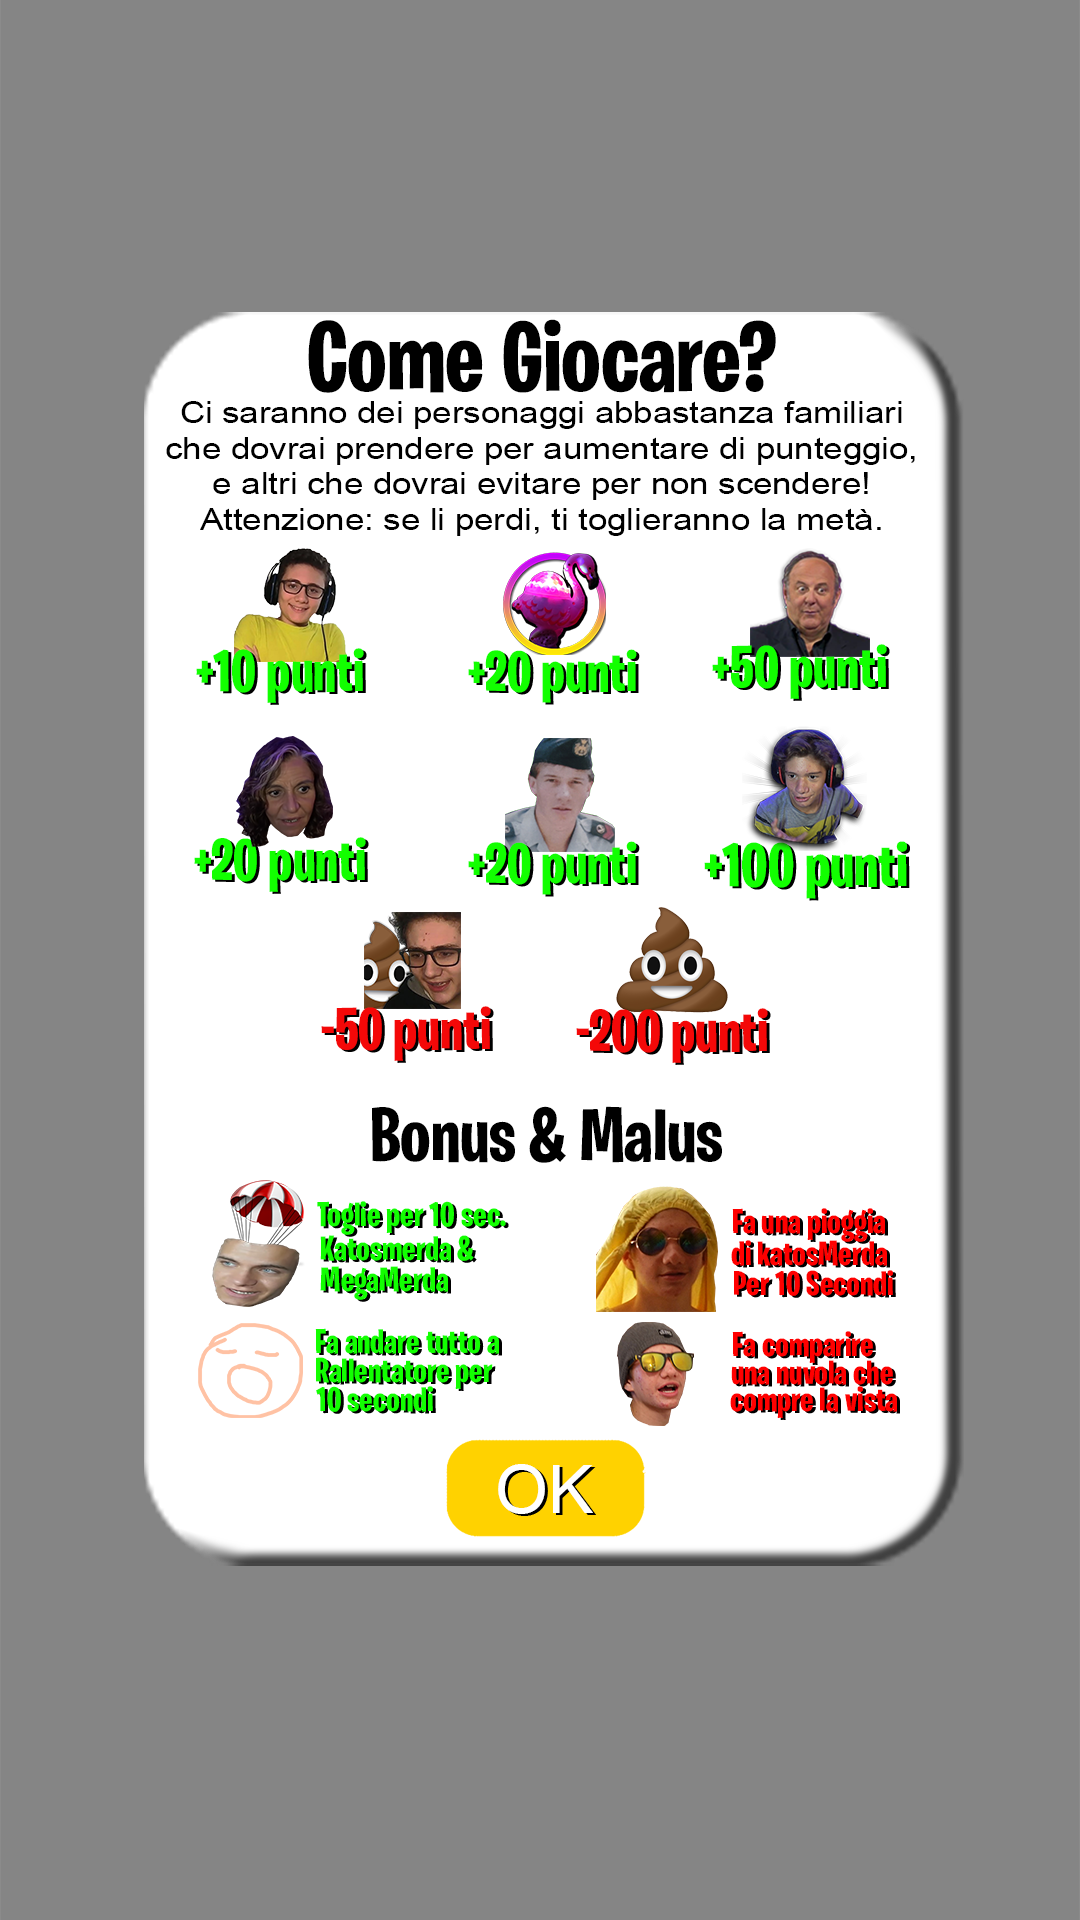 Come Giocare?
Ci saranno dei personaggi abbastanza familiari
che dovrai prendere per aumentare di punteggio,
e altri che dovrai evitare per non scendere!
Attenzione: se li perdi, ti toglieranno la metà.
+10 punti
+20 punti
+50 punti
+20 punti
+20 punti
+100 punti
-50 punti
-200 punti
Bonus & Malus
Toglie per 10 sec.
Katosmerda &
MegaMerda
Fa una pioggia
di katosMerda
Per 10 Secondi
Fa andare tutto a
Rallentatore per
10 secondi
Fa comparire
una nuvola che
compre la vista
OK